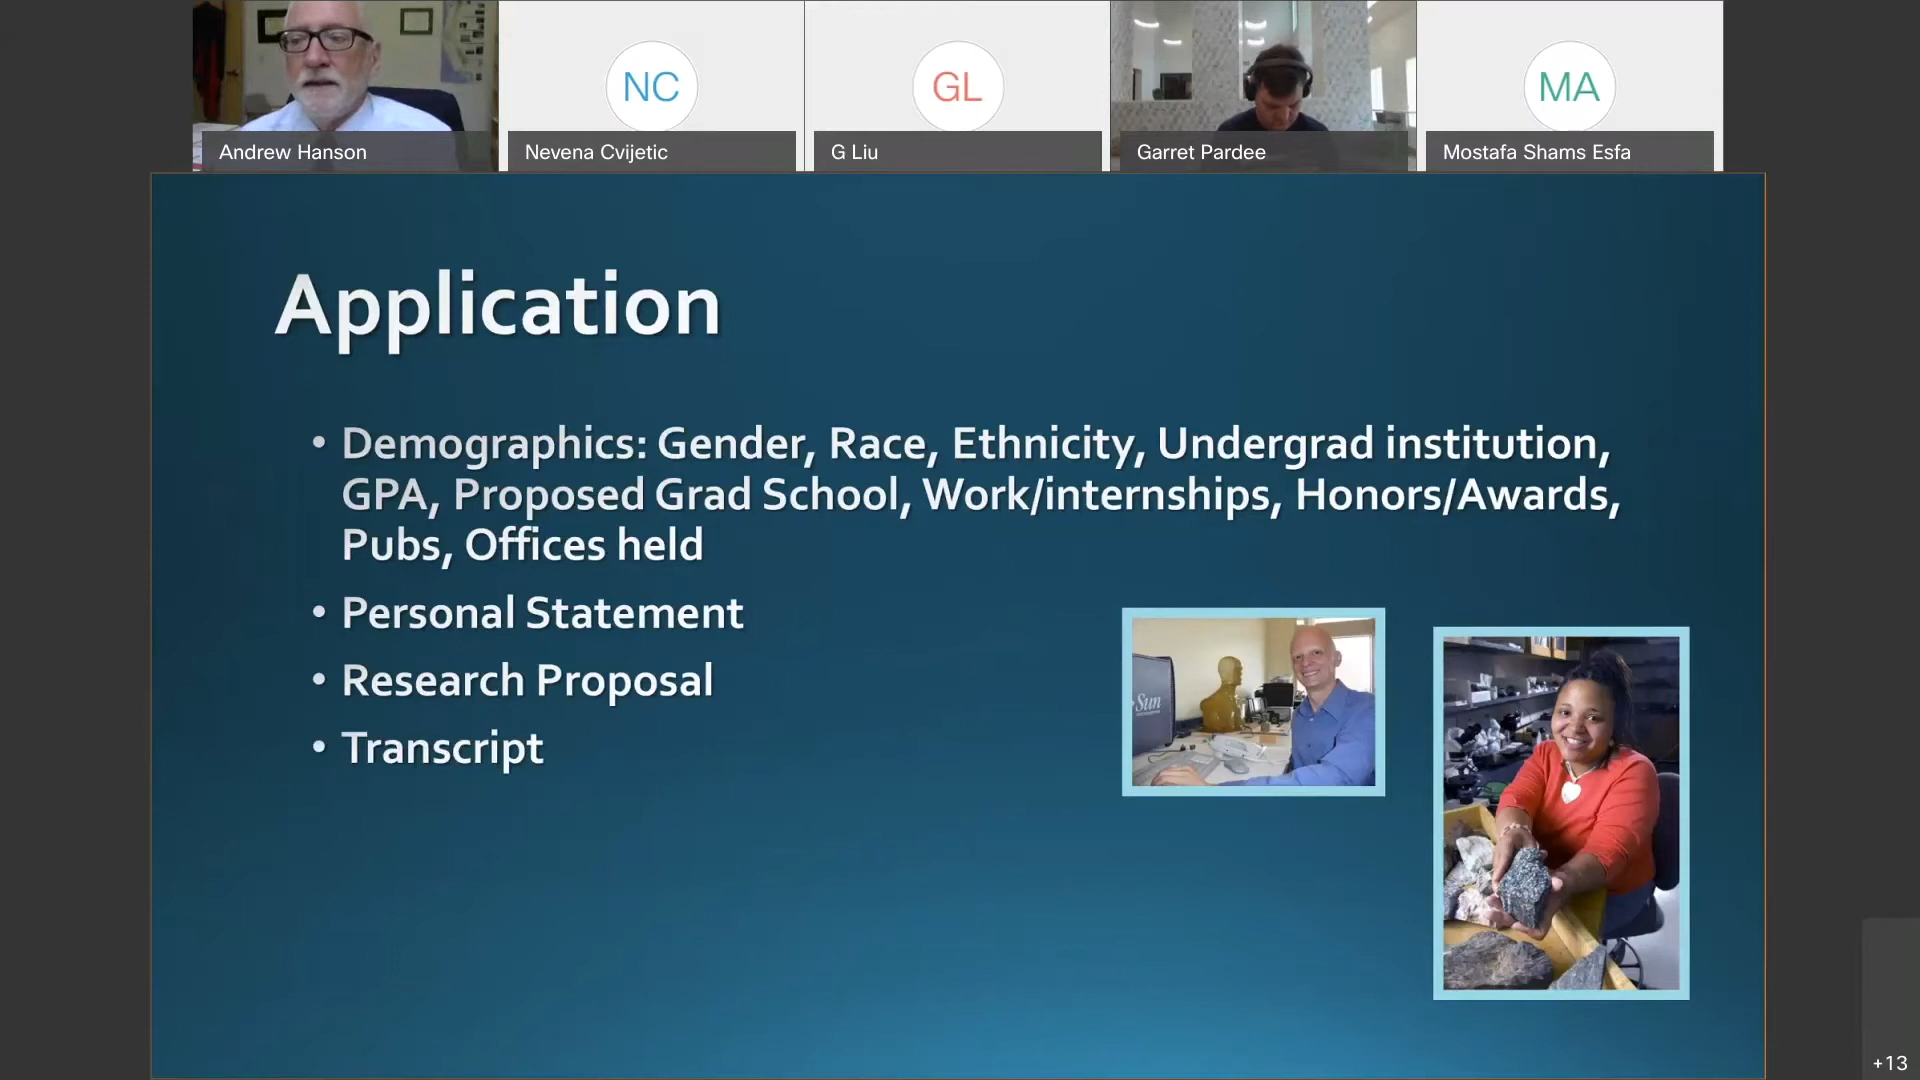 NC
GL
MA
Andrew Hanson
Nevena Cvijetic
G Liu
Garret Pardee
Mostafa Shams Esfa
Application
• Demographics: Gender, Race, Ethnicity, Undergrad institution,
GPA, Proposed Grad School, Work/internships, Honors/Awards,
Pubs, Offices held
• Personal Statement
• Research Proposal
• Transcript
Sun
+13